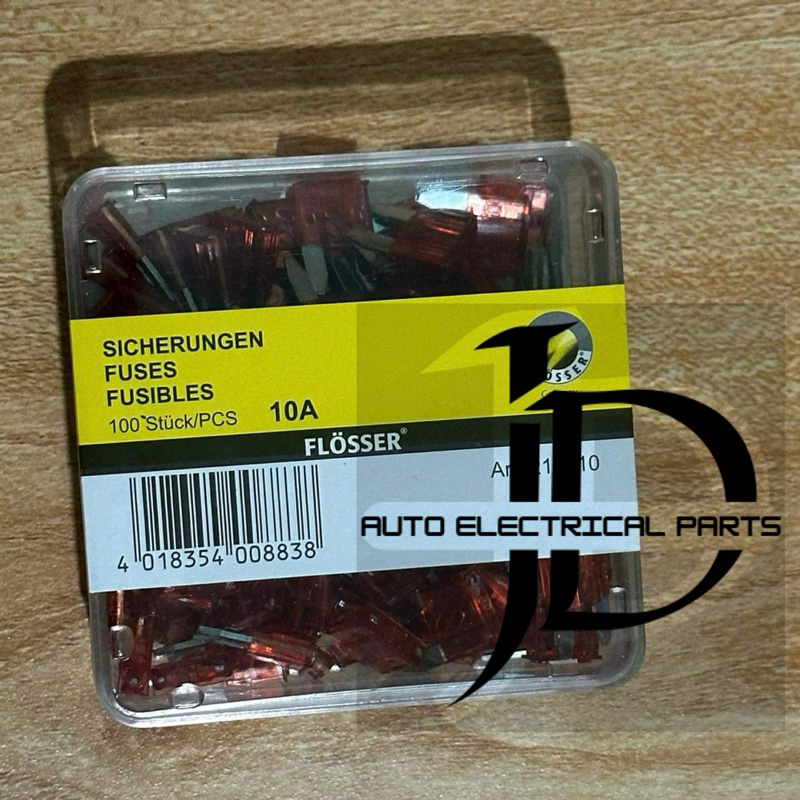 SICHERUNGEN
FUSES
FUSIBLES
100 Stück/PCS 10A
FLÖSSER®
4 018354 008838
AUTO ELECTRICAL PARTS